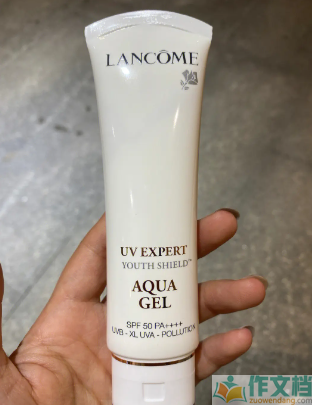 LANCÔME
UV EXPERT
YOUTH SHIELD™
AQUA
GEL
SPF 50 PA++++
UVB - XL UVA - POLLUTION
作文档
zuowendang.com